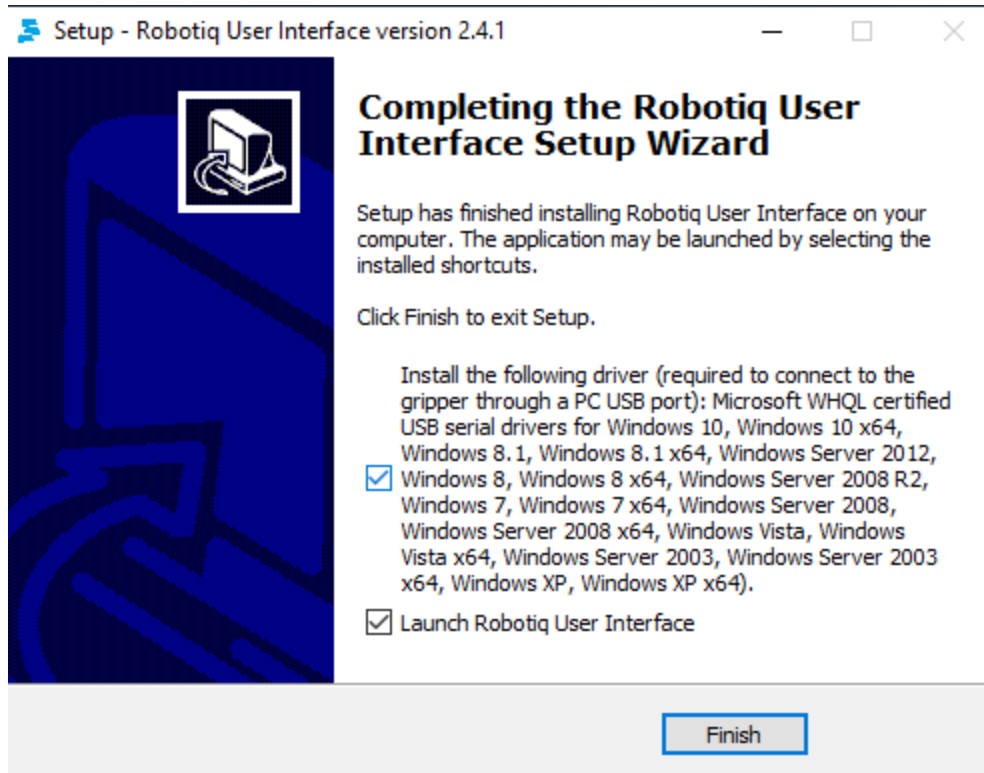 Setup - Robotiq User Interface version 2.4.1
Completing the Robotiq User
Interface Setup Wizard
Setup has finished installing Robotiq User Interface on your
computer. The application may be launched by selecting the
installed shortcuts.
Click Finish to exit Setup.
Install the following driver (required to connect to the
gripper through a PC USB port): Microsoft WHQL certified
USB serial drivers for Windows 10, Windows 10 x64,
Windows 8.1, Windows 8.1 x64, Windows Server 2012,
Windows 8, Windows 8 x64, Windows Server 2008 R2,
Windows 7, Windows 7 x64, Windows Server 2008,
Windows Server 2008 x64, Windows Vista, Windows
Vista x64, Windows Server 2003, Windows Server 2003
x64, Windows XP, Windows XP x64).
Launch Robotiq User Interface
Finish